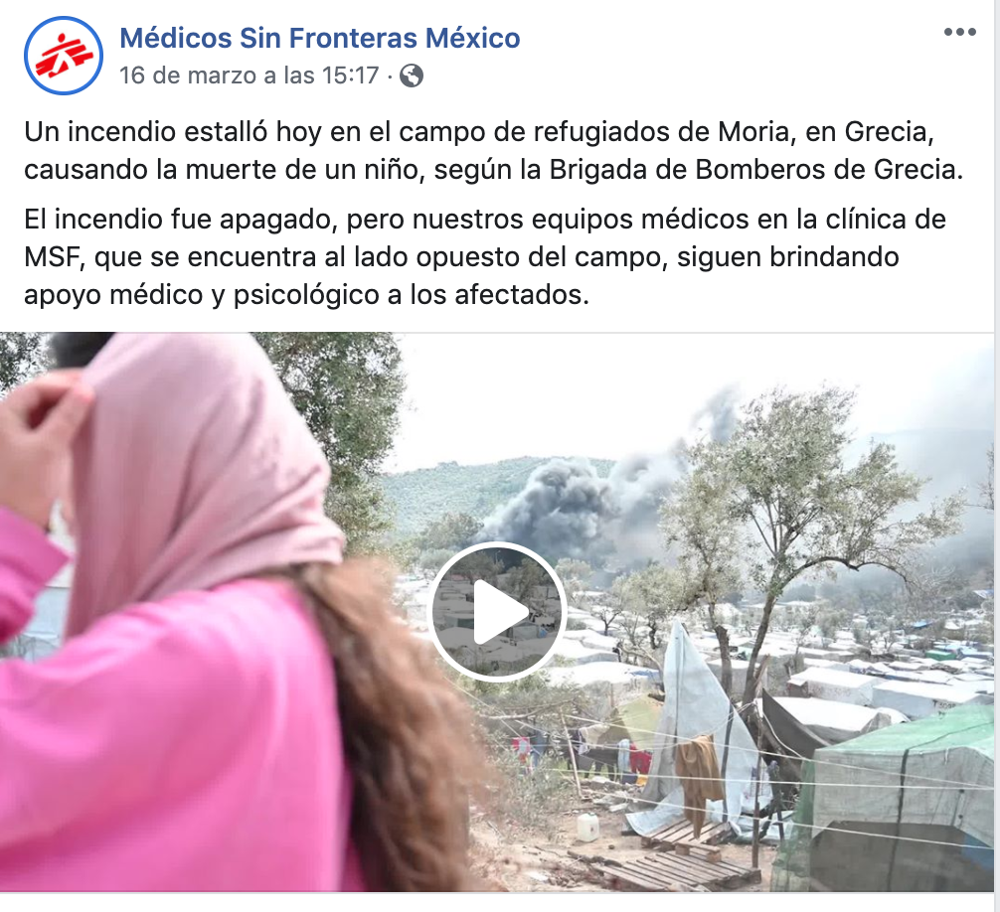 Médicos Sin Fronteras México
16 de marzo a las 15:17 ·
Un incendio estalló hoy en el campo de refugiados de Moria, en Grecia,
causando la muerte de un niño, según la Brigada de Bomberos de Grecia.
El incendio fue apagado, pero nuestros equipos médicos en la clínica de
MSF, que se encuentra al lado opuesto del campo, siguen brindando
apoyo médico y psicológico a los afectados.